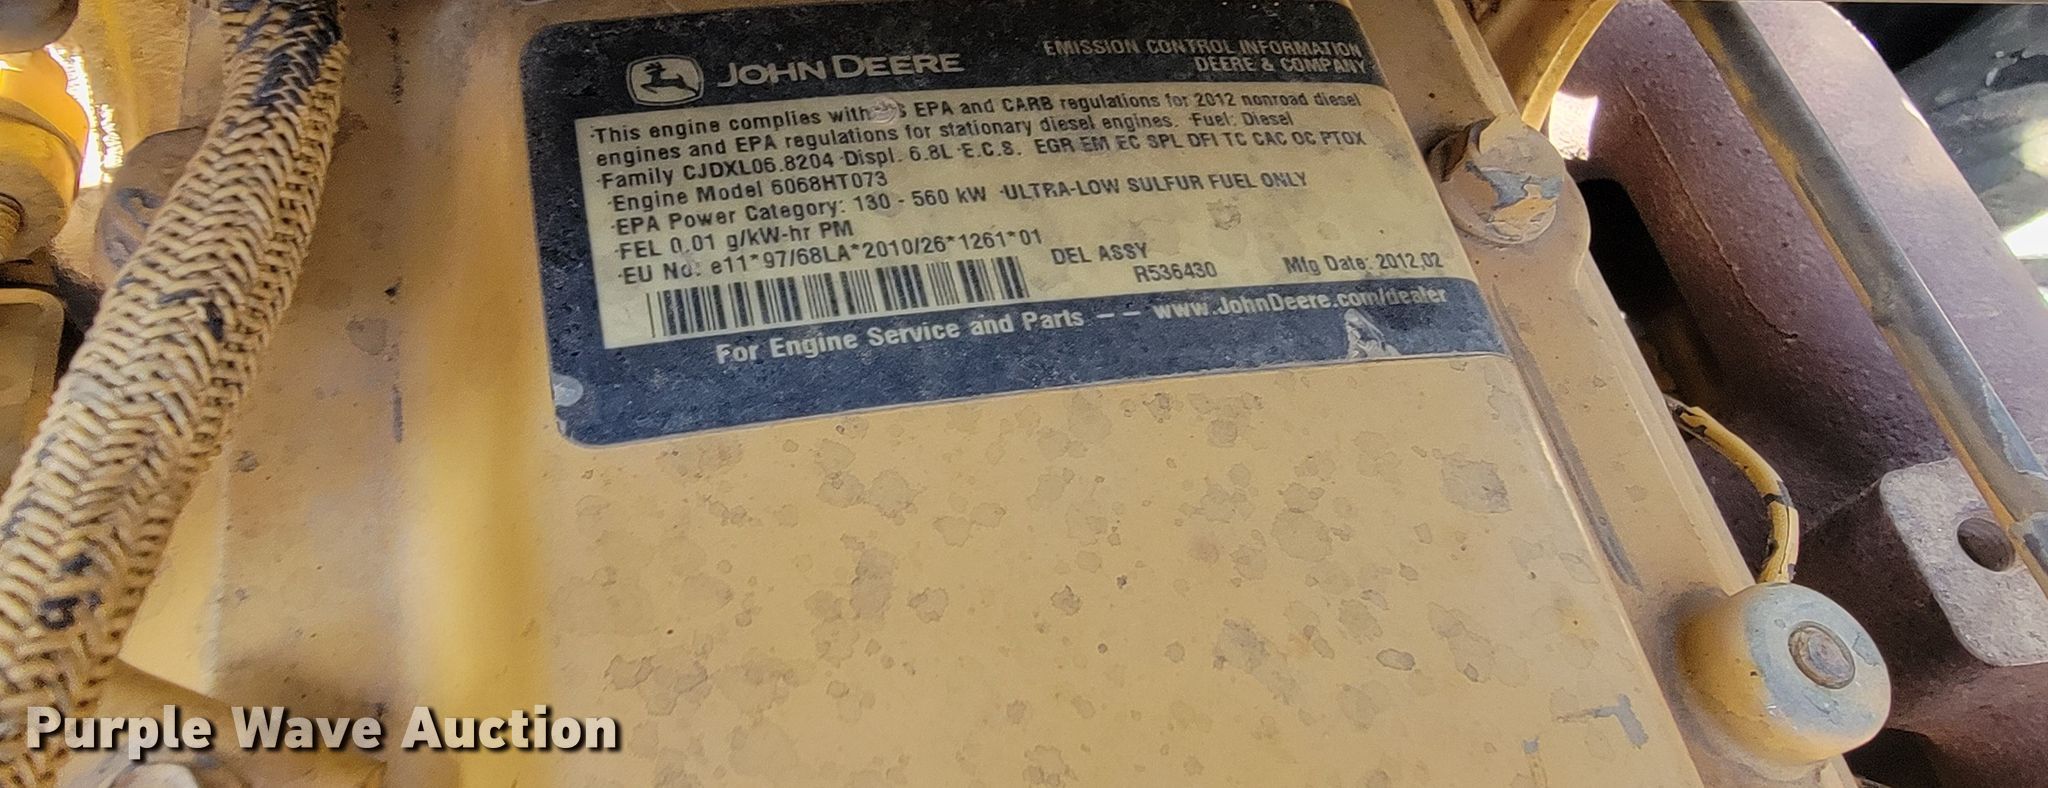 JOHN DEERE
EMISSION CONTROL INFORMATION
DEERE & COMPANY
·This engine complies with EPA and CARB regulations for 2012 nonroad diesel
engines and EPA regulations for stationary diesel engines. ·Fuel: Diesel
·Family CJDXL06.8204 ·Displ. 6.8L ·E.C.S. EGR EM EC SPL DFI TC CAC OC PTOX
·Engine Model 6068HT073
·EPA Power Category: 130 - 560 kW ·ULTRA-LOW SULFUR FUEL ONLY
·FEL 0.01 g/kW-hr PM
·EU No: e11*97/68LA*2010/26*1261*01
DEL ASSY
R536430 Mfg Date: 2012,02
For Engine Service and Parts -- www.JohnDeere.com/dealer
Purple Wave Auction